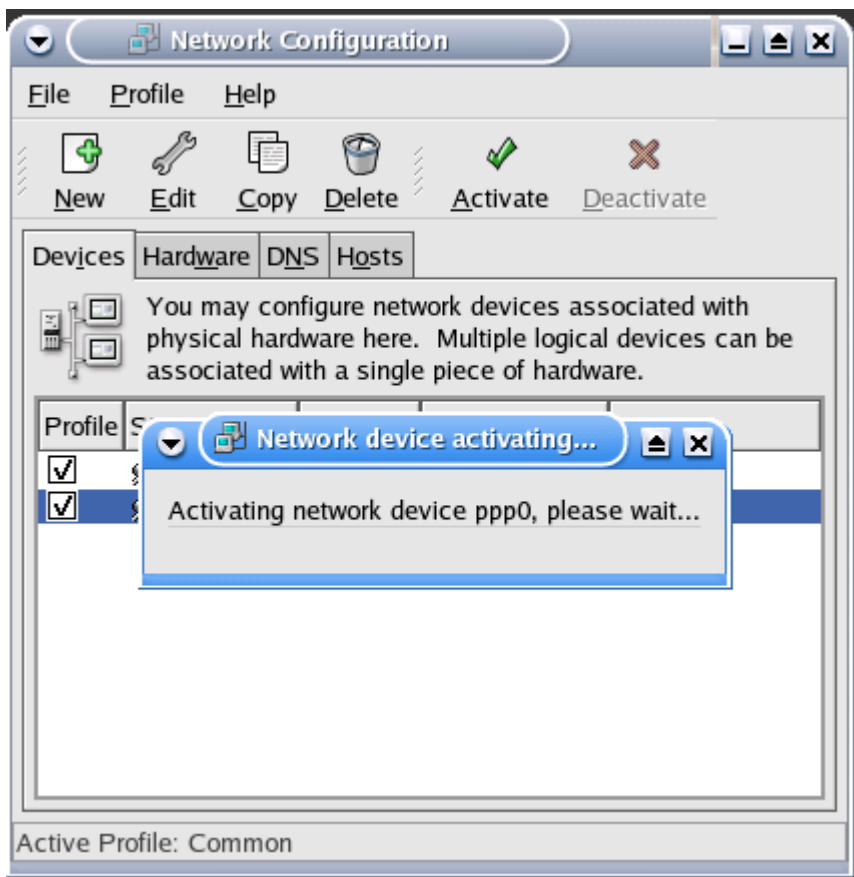 Network Configuration
File Profile Help
New Edit Copy Delete Activate Deactivate
Devices Hardware DNS Hosts
You may configure network devices associated with
physical hardware here. Multiple logical devices can be
associated with a single piece of hardware.
Profile
Network device activating...
Activating network device ppp0, please wait...
Active Profile: Common